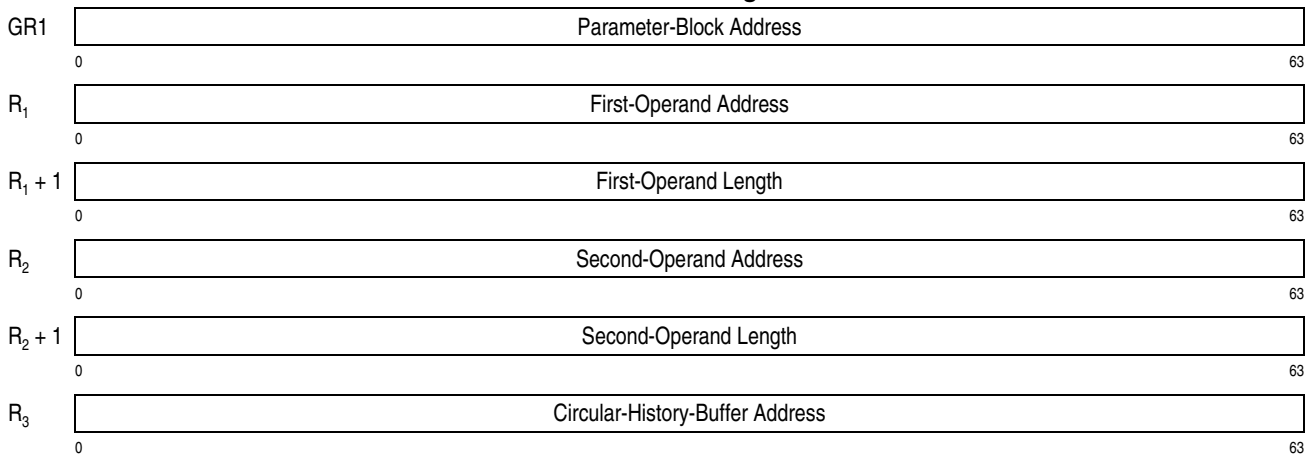 GR1 Parameter-Block Address
0 63
R₁ First-Operand Address
0 63
R₁ + 1 First-Operand Length
0 63
R₂ Second-Operand Address
0 63
R₂ + 1 Second-Operand Length
0 63
R₃ Circular-History-Buffer Address
0 63